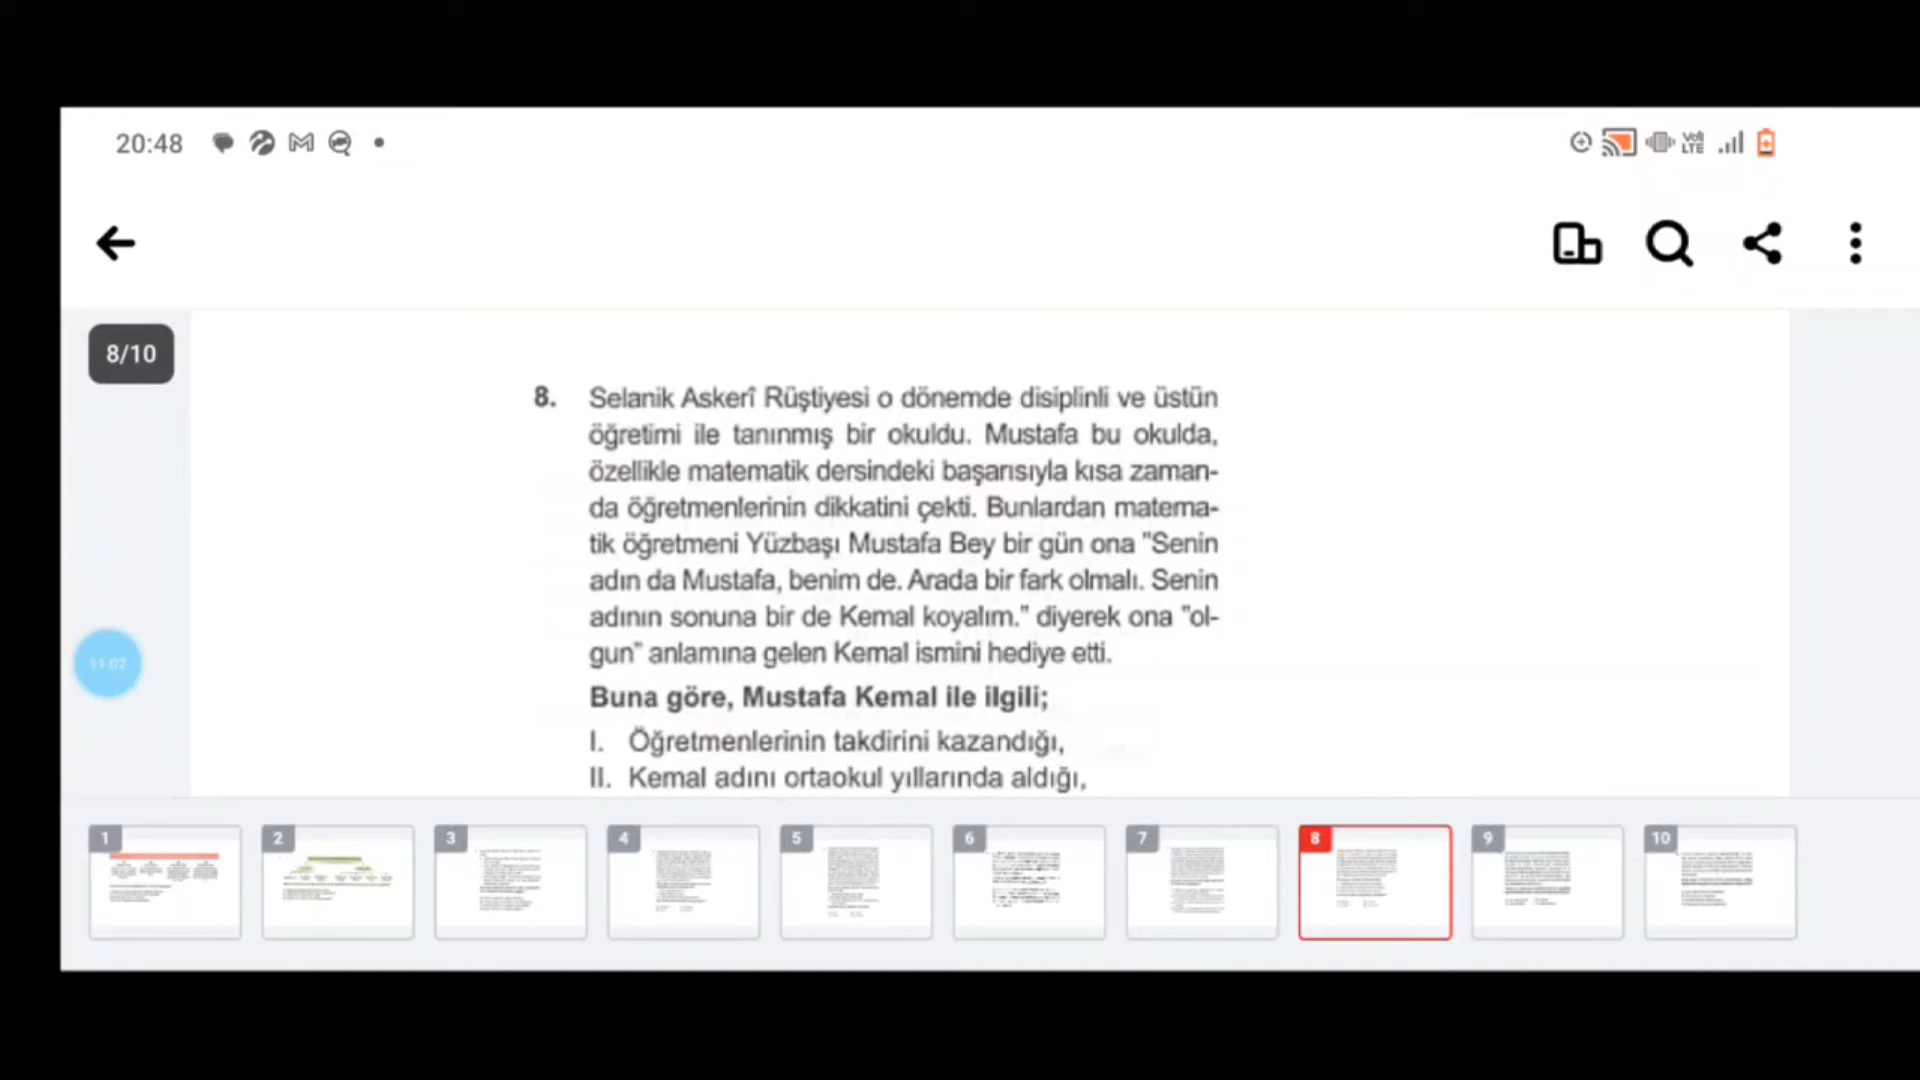 20:48
Vo)) LTE
8/10
8. Selanik Askerî Rüştiyesi o dönemde disiplinli ve üstün
öğretimi ile tanınmış bir okuldu. Mustafa bu okulda,
özellikle matematik dersindeki başarısıyla kısa zaman-
da öğretmenlerinin dikkatini çekti. Bunlardan matema-
tik öğretmeni Yüzbaşı Mustafa Bey bir gün ona "Senin
adın da Mustafa, benim de. Arada bir fark olmalı. Senin
adının sonuna bir de Kemal koyalım." diyerek ona "ol-
gun" anlamına gelen Kemal ismini hediye etti.
11:02
Buna göre, Mustafa Kemal ile ilgili;
I. Öğretmenlerinin takdirini kazandığı,
II. Kemal adını ortaokul yıllarında aldığı,
1 2 3 4 5 6 7 8 9 10